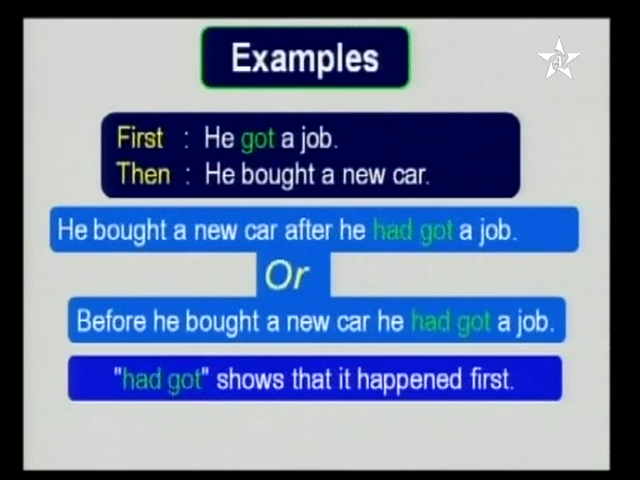 Examples
4
First : He got a job.
Then : He bought a new car.
He bought a new car after he had got a job.
Or
Before he bought a new car he had got a job.
"had got" shows that it happened first.